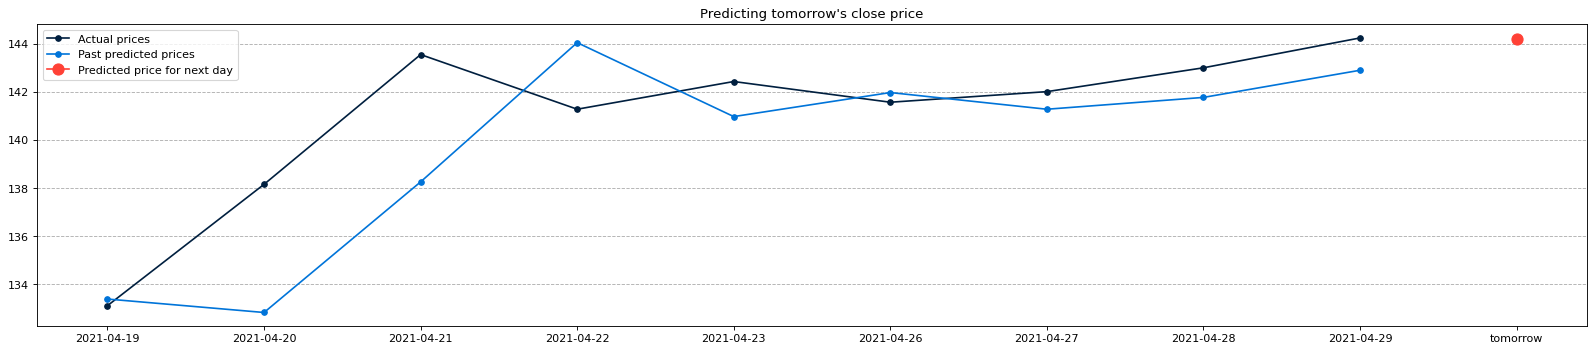 Predicting tomorrow's close price
Actual prices
Past predicted prices
Predicted price for next day
144
142
140
138
136
134
2021-04-19 2021-04-20 2021-04-21 2021-04-22 2021-04-23 2021-04-26 2021-04-27 2021-04-28 2021-04-29 tomorrow